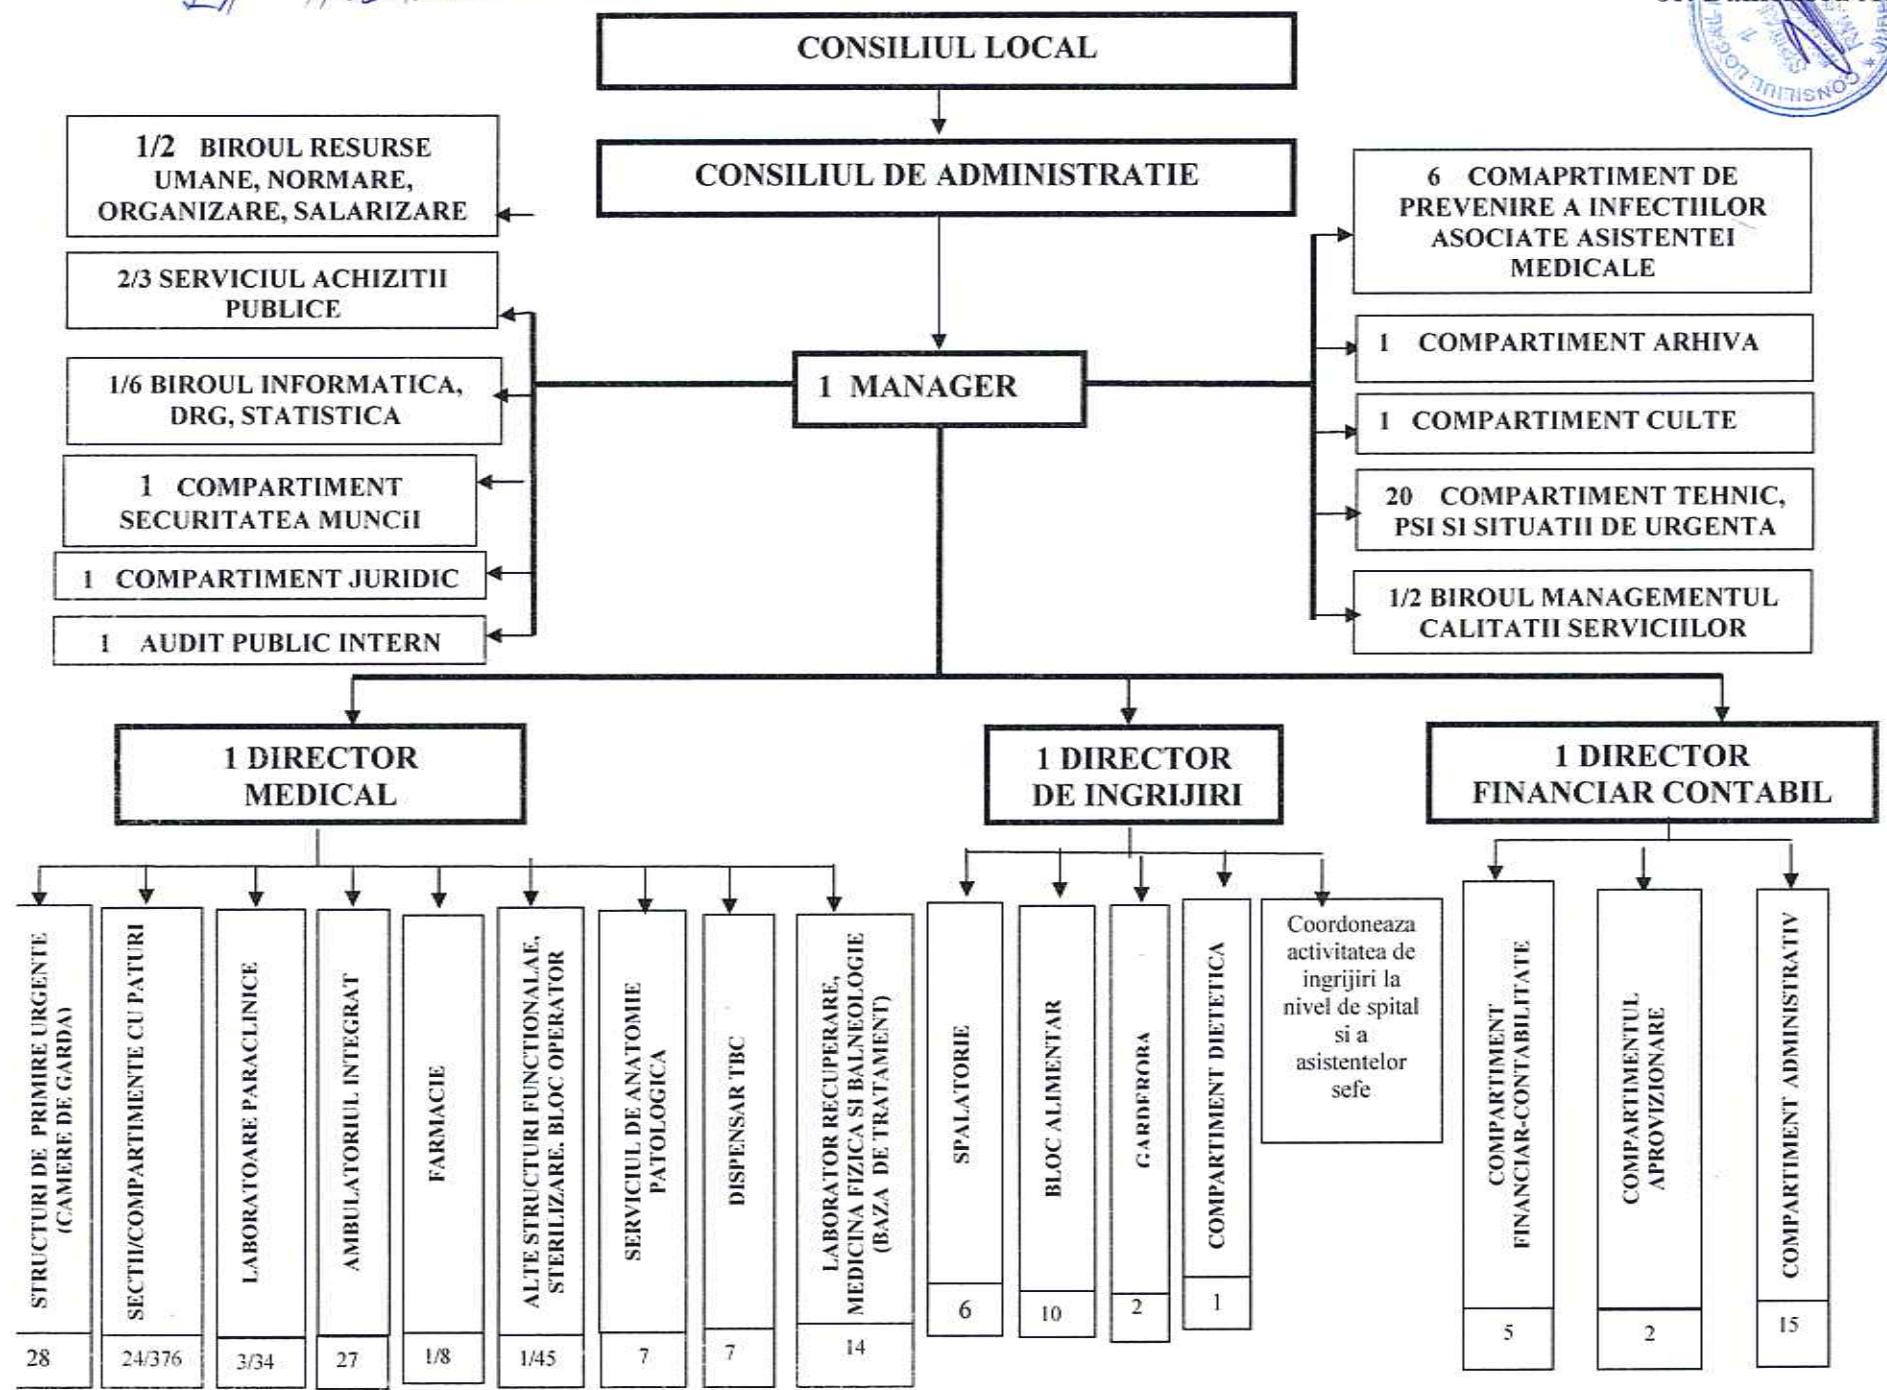 CONSILIUL LOCAL
CONSILIUL DE ADMINISTRATIE
1/2 BIROUL RESURSE
UMANE, NORMARE,
ORGANIZARE, SALARIZARE
2/3 SERVICIUL ACHIZITII
PUBLICE
1/6 BIROUL INFORMATICA,
DRG, STATISTICA
1 COMPARTIMENT
SECURITATEA MUNCiI
1 COMPARTIMENT JURIDIC
1 AUDIT PUBLIC INTERN
1 MANAGER
6 COMAPRTIMENT DE
PREVENIRE A INFECTIILOR
ASOCIATE ASISTENTEI
MEDICALE
1 COMPARTIMENT ARHIVA
1 COMPARTIMENT CULTE
20 COMPARTIMENT TEHNIC,
PSI SI SITUATII DE URGENTA
1/2 BIROUL MANAGEMENTUL
CALITATII SERVICIILOR
1 DIRECTOR
MEDICAL
1 DIRECTOR
DE INGRIJIRI
1 DIRECTOR
FINANCIAR CONTABIL
STRUCTURI DE PRIMIRE URGENTE
(CAMERE DE GARDA)
28
SECTII/COMPARTIMENTE CU PATURI
24/376
LABORATOARE PARACLINICE
3/34
AMBULATORIUL INTEGRAT
27
FARMACIE
1/8
ALTE STRUCTURI FUNCTIONALAE,
STERILIZARE. BLOC OPERATOR
1/45
SERVICIUL DE ANATOMIE
PATOLOGICA
7
DISPENSAR TBC
7
LABORATOR RECUPERARE,
MEDICINA FIZICA SI BALNEOLOGIE
(BAZA DE TRATAMENT)
14
SPALATORIE
6
BLOC ALIMENTAR
10
GARDERORA
2
COMPARTIMENT DIETETICA
1
Coordoneaza
activitatea de
ingrijiri la
nivel de spital
si a
asistentelor
sefe
COMPARTIMENT
FINANCIAR-CONTABILITATE
5
COMPARTIMENTUL
APROVIZIONARE
2
COMPARTIMENT ADMINISTRATIV
15
CONSILIUL LOCAL